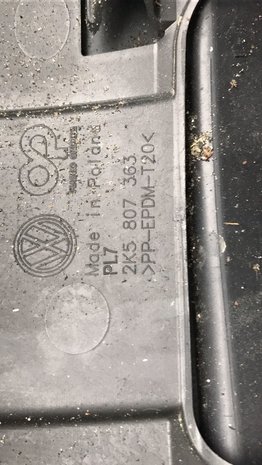 Made in Poland
PL7
2K5 807 363
>PP-EPDM-T20<